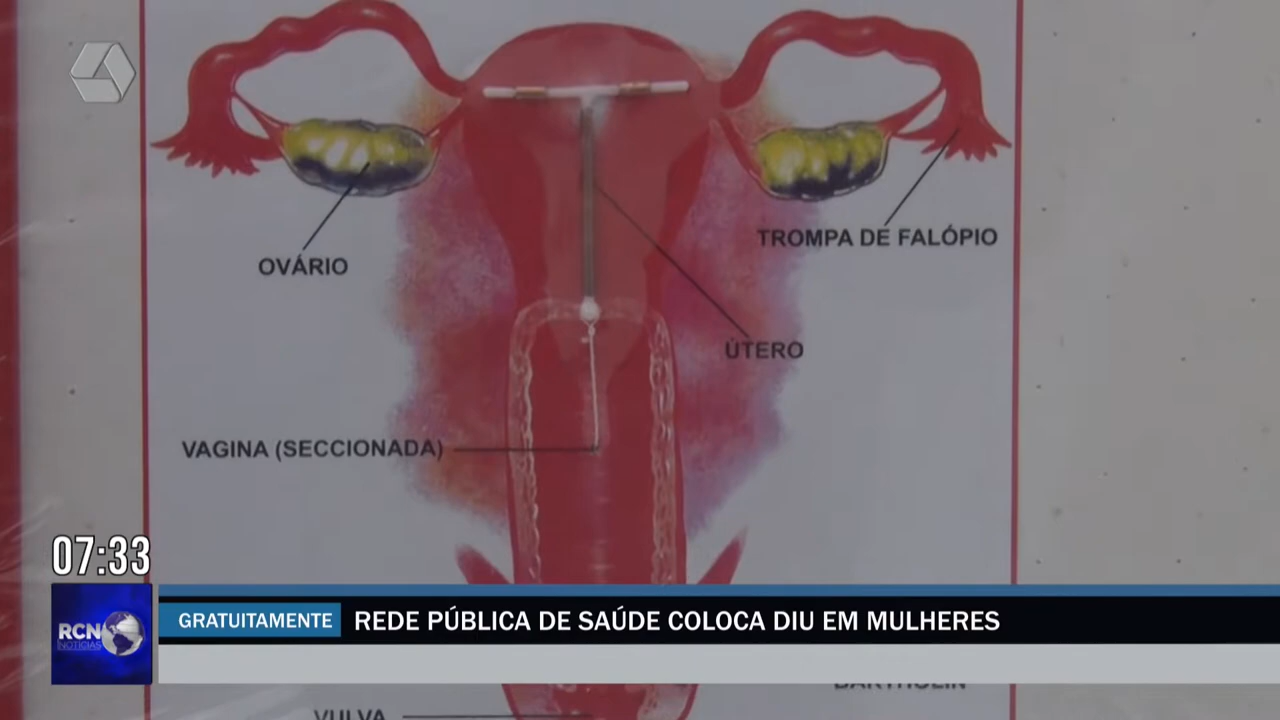 OVÁRIO
TROMPA DE FALÓPIO
ÚTERO
VAGINA (SECCIONADA)
07:33
RCN
NOTÍCIAS
GRATUITAMENTE
REDE PÚBLICA DE SAÚDE COLOCA DIU EM MULHERES
BARTHOLIN
VULVA